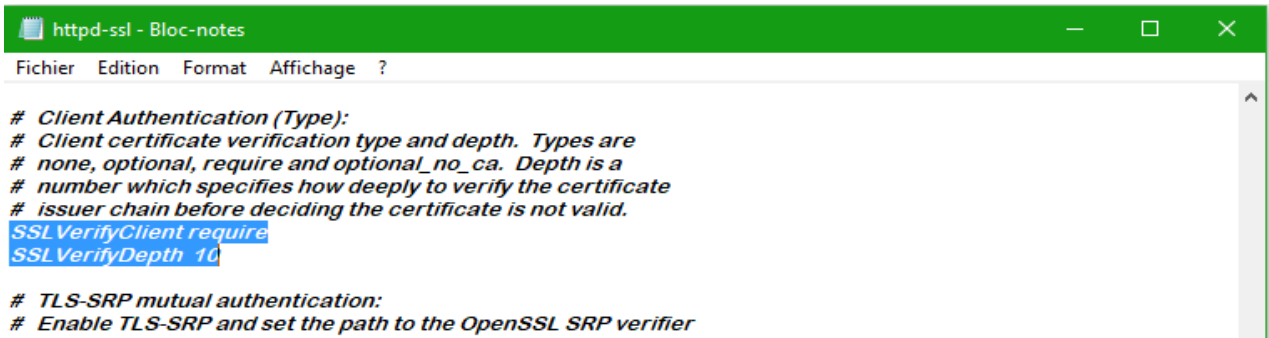 httpd-ssl - Bloc-notes
Fichier Edition Format Affichage ?
# Client Authentication (Type):
# Client certificate verification type and depth. Types are
# none, optional, require and optional_no_ca. Depth is a
# number which specifies how deeply to verify the certificate
# issuer chain before deciding the certificate is not valid.
SSLVerifyClient require
SSLVerifyDepth 10
# TLS-SRP mutual authentication:
# Enable TLS-SRP and set the path to the OpenSSL SRP verifier